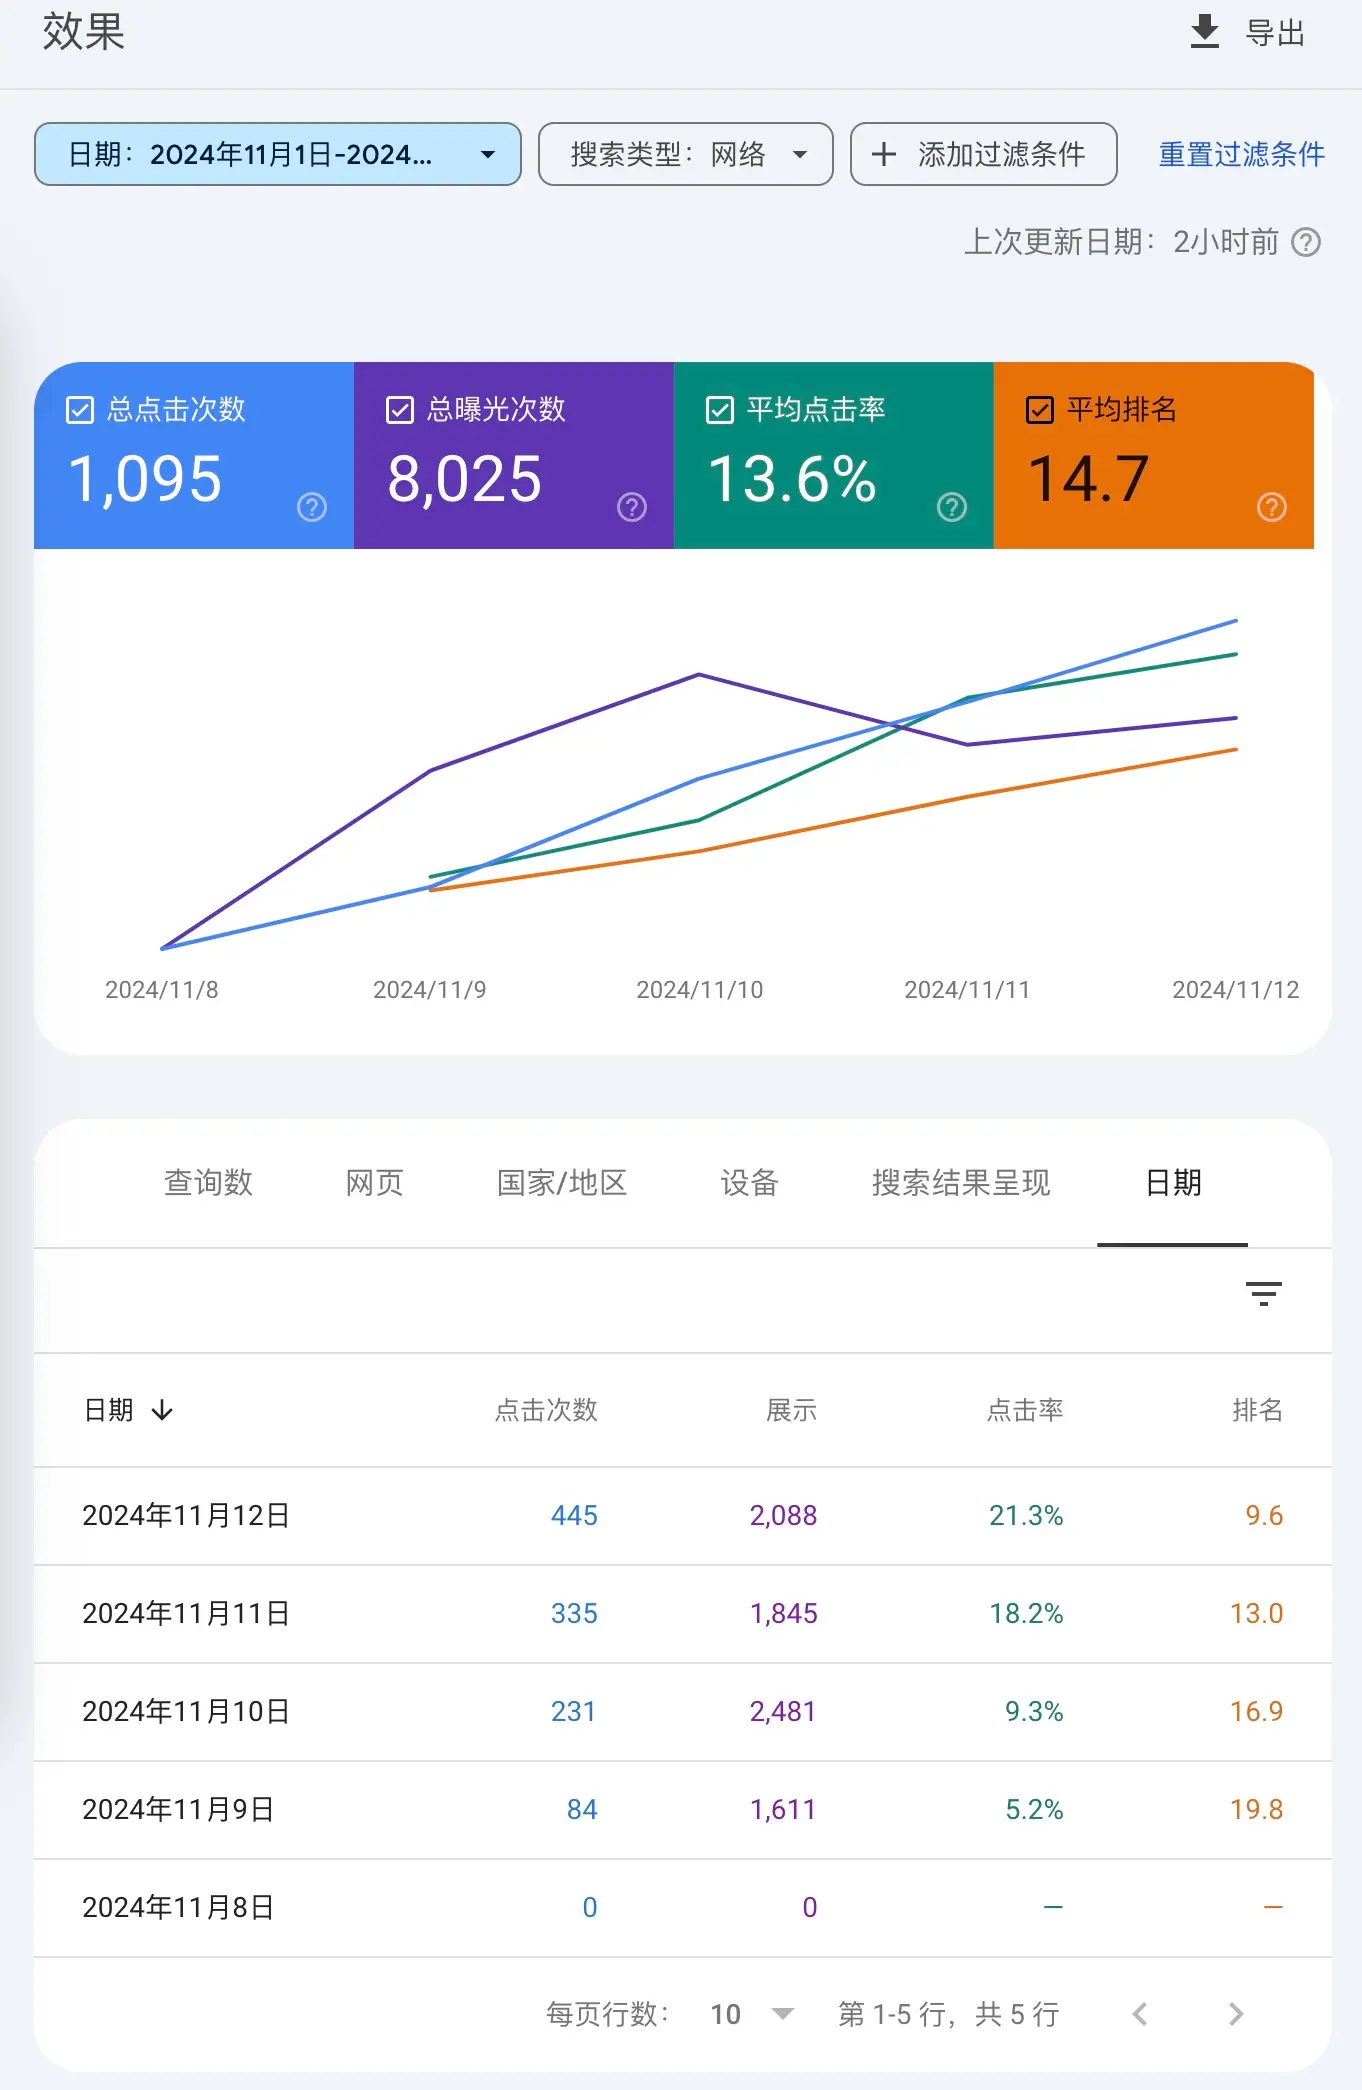 效果
导出
日期：2024年11月1日-2024...
搜索类型：网络
添加过滤条件
重置过滤条件
上次更新日期：2小时前
总点击次数
1,095
总曝光次数
8,025
平均点击率
13.6%
平均排名
14.7
2024/11/8 2024/11/9 2024/11/10 2024/11/11 2024/11/12
查询数 网页 国家/地区 设备 搜索结果呈现 日期
日期 点击次数 展示 点击率 排名
2024年11月12日 445 2,088 21.3% 9.6
2024年11月11日 335 1,845 18.2% 13.0
2024年11月10日 231 2,481 9.3% 16.9
2024年11月9日 84 1,611 5.2% 19.8
2024年11月8日 0 0 — —
每页行数： 10 第 1-5 行，共 5 行